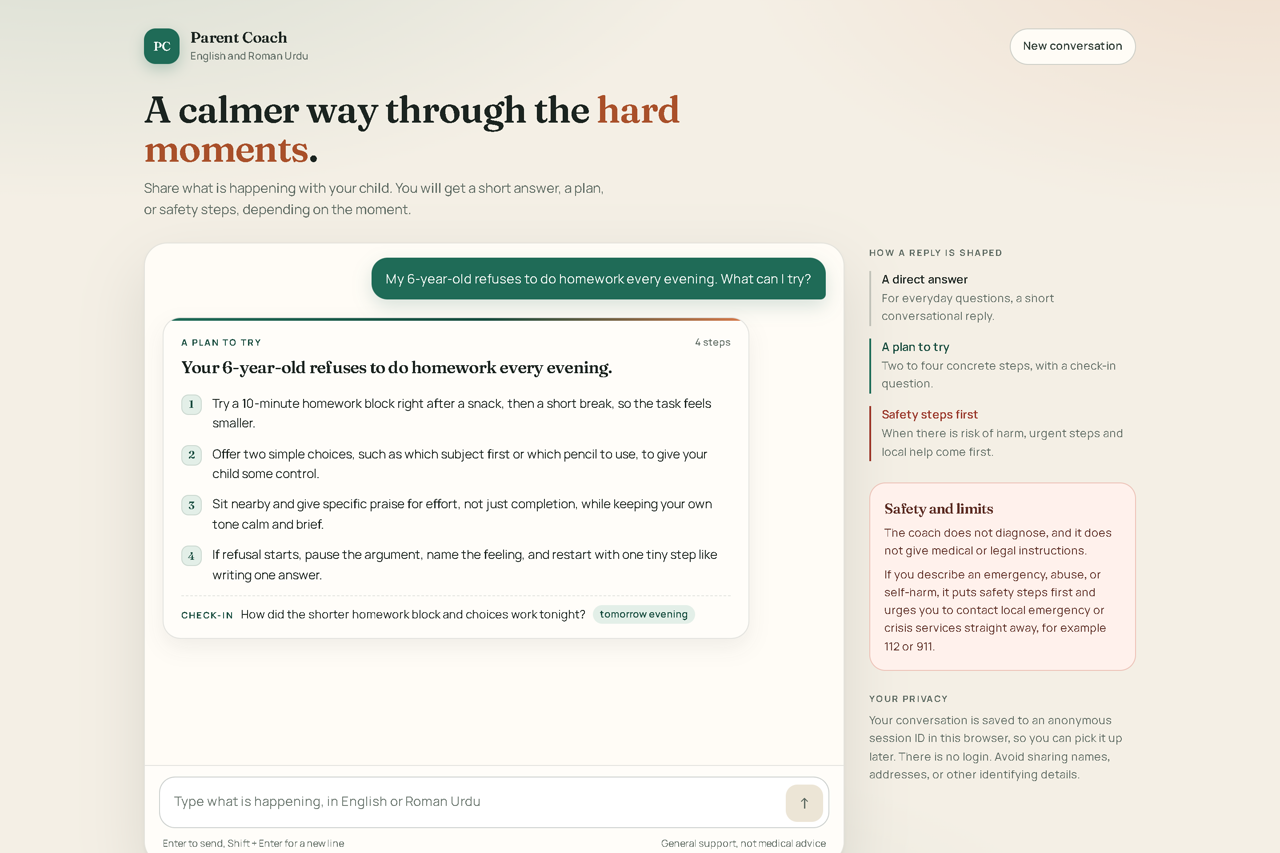 PC
Parent Coach
English and Roman Urdu
New conversation
A calmer way through the hard
moments.
Share what is happening with your child. You will get a short answer, a plan,
or safety steps, depending on the moment.
My 6-year-old refuses to do homework every evening. What can I try?
A PLAN TO TRY
4 steps
Your 6-year-old refuses to do homework every evening.
1
Try a 10-minute homework block right after a snack, then a short break, so the task feels
smaller.
2
Offer two simple choices, such as which subject first or which pencil to use, to give your
child some control.
3
Sit nearby and give specific praise for effort, not just completion, while keeping your own
tone calm and brief.
4
If refusal starts, pause the argument, name the feeling, and restart with one tiny step like
writing one answer.
CHECK-IN How did the shorter homework block and choices work tonight? tomorrow evening
Type what is happening, in English or Roman Urdu
↑
Enter to send, Shift + Enter for a new line
General support, not medical advice
HOW A REPLY IS SHAPED
A direct answer
For everyday questions, a short
conversational reply.
A plan to try
Two to four concrete steps, with a check-in
question.
Safety steps first
When there is risk of harm, urgent steps and
local help come first.
Safety and limits
The coach does not diagnose, and it does
not give medical or legal instructions.
If you describe an emergency, abuse, or
self-harm, it puts safety steps first and
urges you to contact local emergency or
crisis services straight away, for example
112 or 911.
YOUR PRIVACY
Your conversation is saved to an anonymous
session ID in this browser, so you can pick it up
later. There is no login. Avoid sharing names,
addresses, or other identifying details.